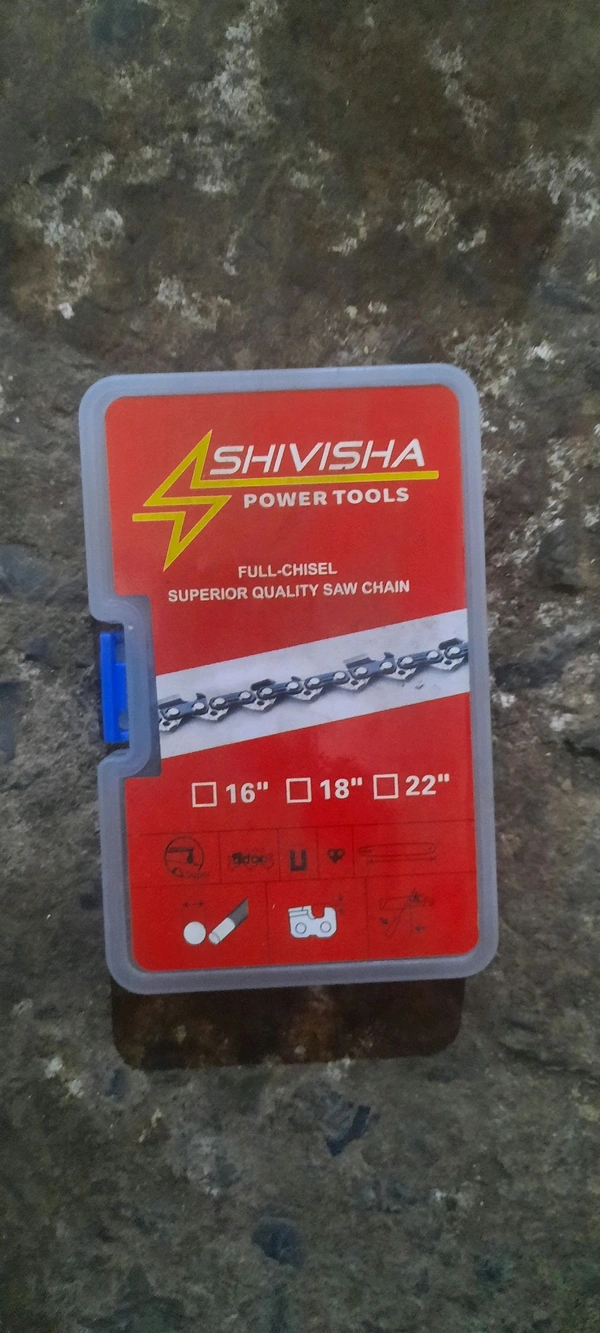 SHIVISHA
POWER TOOLS
FULL-CHISEL
SUPERIOR QUALITY SAW CHAIN
16" 18" 22"